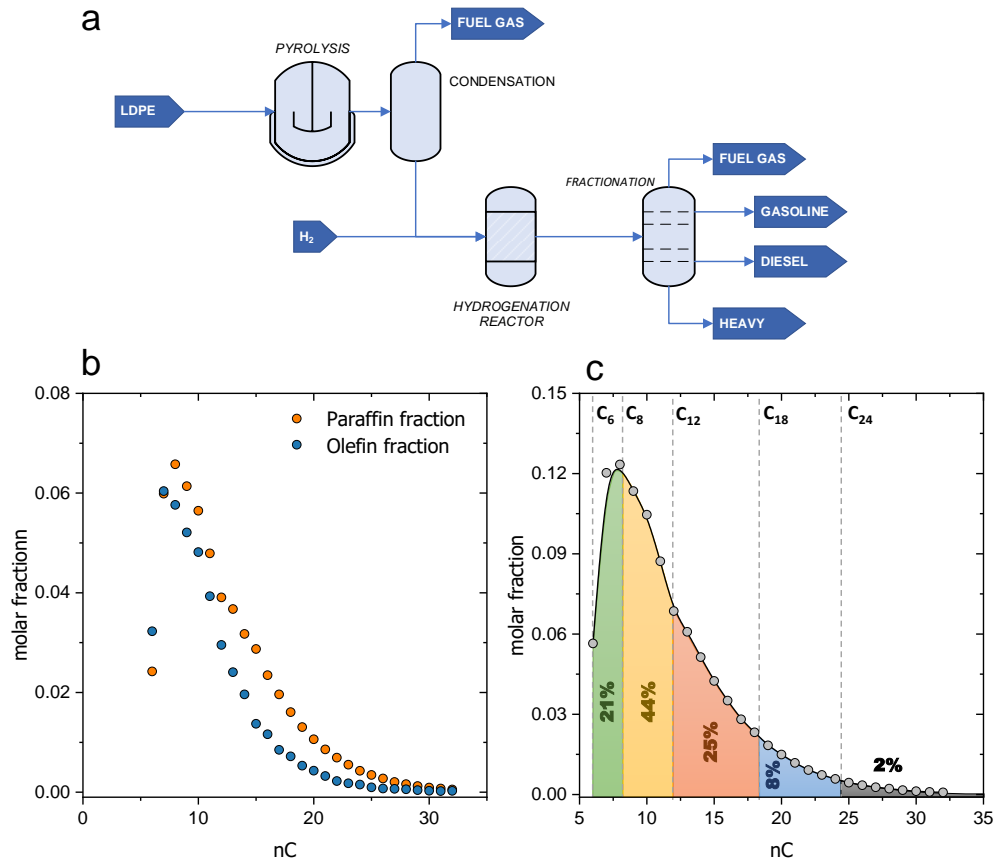 a
FUEL GAS
PYROLYSIS
CONDENSATION
LDPE
FUEL GAS
FRACTIONATION
GASOLINE
H2
DIESEL
HYDROGENATION
REACTOR
HEAVY
b
0.08
Paraffin fraction
Olefin fraction
0.06
0.04
0.02
0.00
molar fractionn
0
10
20
30
nC
c
0.15
C6
C8
C12
C18
C24
0.12
0.09
0.06
0.03
0.00
molar fraction
21%
44%
25%
8%
2%
5
10
15
20
25
30
35
nC